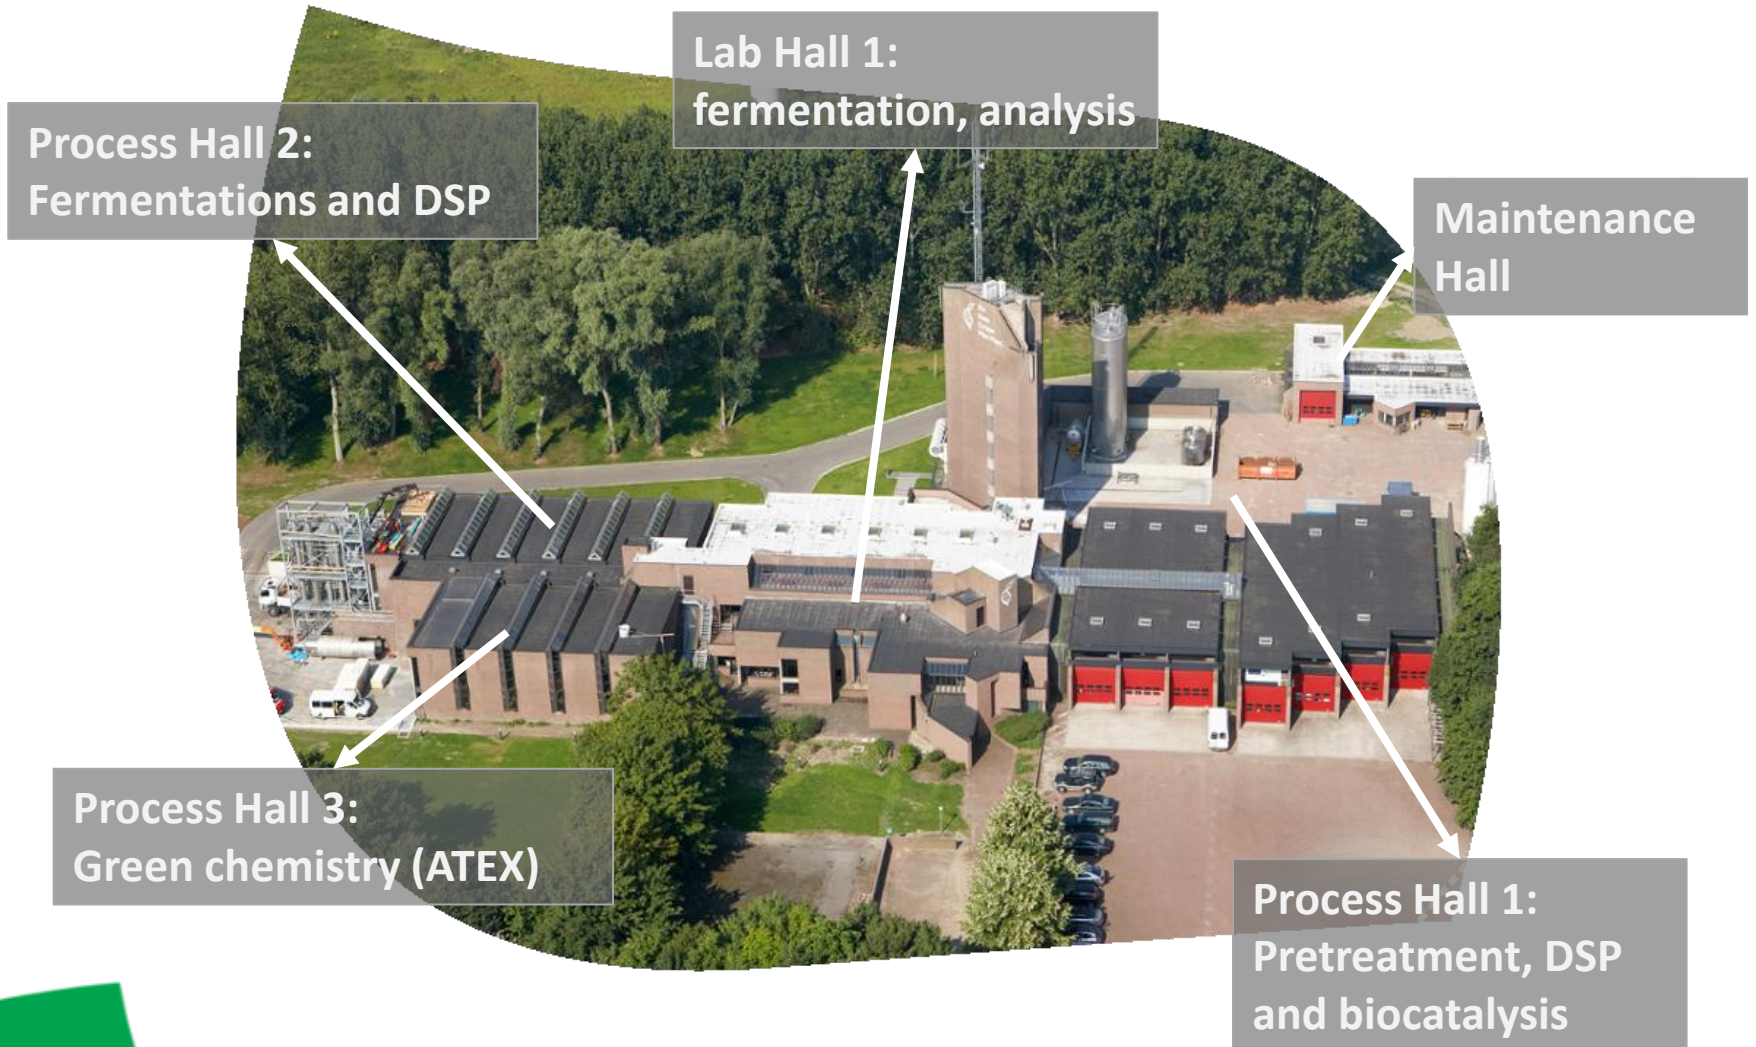 Lab Hall 1:
fermentation, analysis
Process Hall 2:
Fermentations and DSP
Maintenance
Hall
Process Hall 3:
Green chemistry (ATEX)
Process Hall 1:
Pretreatment, DSP
and biocatalysis